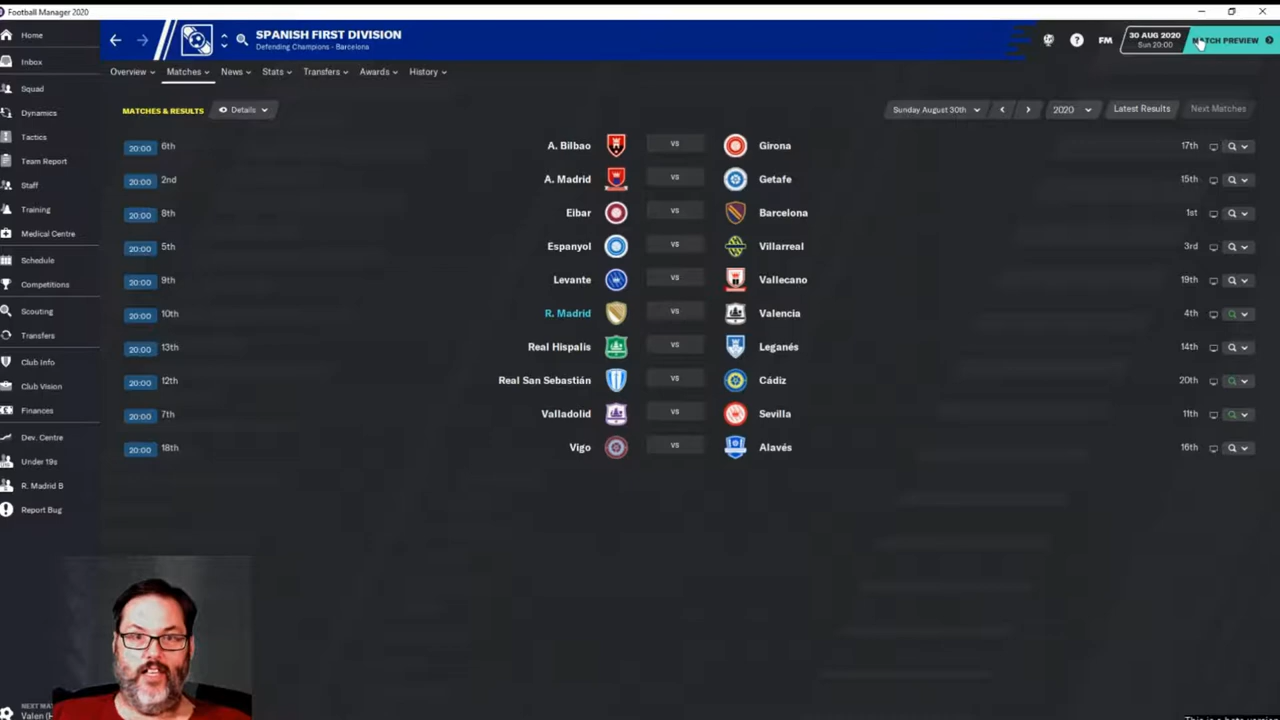 Football Manager 2020
Home
Inbox
Squad
Dynamics
Tactics
Team Report
Staff
Training
Medical Centre
Schedule
Competitions
Scouting
Transfers
Club Info
Club Vision
Finances
Dev. Centre
Under 19s
R. Madrid B
Report Bug
SPANISH FIRST DIVISION
Defending Champions - Barcelona
FM
30 AUG 2020
Sun 20:00
MATCH PREVIEW
Overview Matches News Stats Transfers Awards History
MATCHES & RESULTS Details Sunday August 30th 2020 Latest Results Next Matches
20:00 6th A. Bilbao vs Girona 17th
20:00 2nd A. Madrid vs Getafe 15th
20:00 8th Eibar vs Barcelona 1st
20:00 5th Espanyol vs Villarreal 3rd
20:00 9th Levante vs Vallecano 19th
20:00 10th R. Madrid vs Valencia 4th
20:00 13th Real Hispalis vs Leganés 14th
20:00 12th Real San Sebastián vs Cádiz 20th
20:00 7th Valladolid vs Sevilla 11th
20:00 18th Vigo vs Alavés 16th
NEXT MA
Valen (H